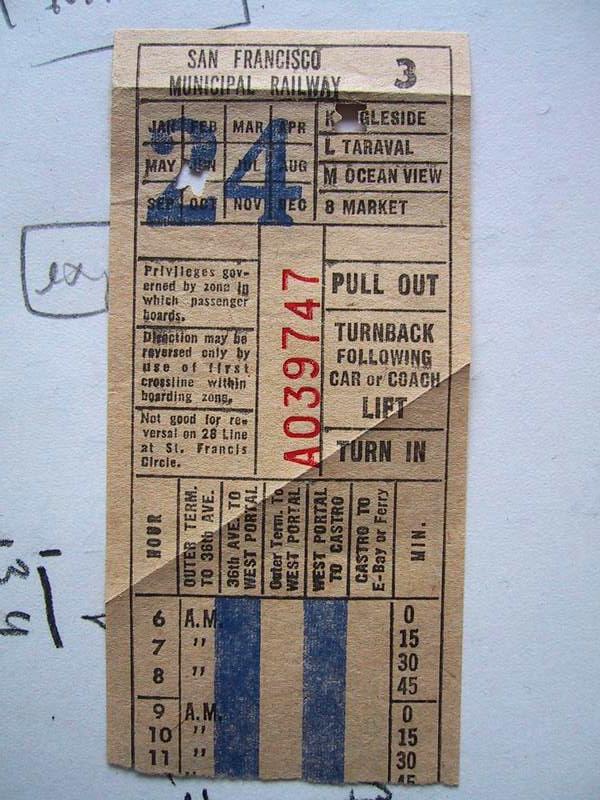 SAN FRANCISCO
MUNICIPAL RAILWAY
3
JAN FEB MAR APR
MAY JUN JUL AUG
SEP OCT NOV DEC
24
K GLESIDE
L TARAVAL
M OCEAN VIEW
8 MARKET
Privileges gov-
erned by zone in
which passenger
boards.
Direction may be
reversed only by
use of first
crossline within
boarding zone.
Not good for re-
versal on 28 Line
at St. Francis
Circle.
A039747
PULL OUT
TURNBACK
FOLLOWING
CAR or COACH
LIFT
TURN IN
HOUR
OUTER TERM.
TO 36th AVE.
36th AVE. TO
WEST PORTAL
Outer Term. To
WEST PORTAL
WEST PORTAL
TO CASTRO
CASTRO TO
E-Bay or Ferry
MIN.
6 A.M. 0
7 " 15
8 " 30
45
9 A.M. 0
10 " 15
11 " 30
45
exp